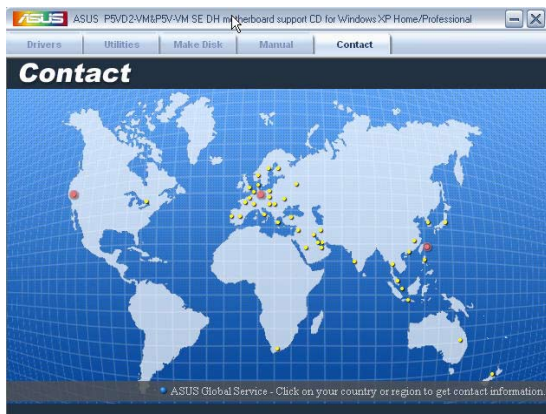 ASUS P5VD2-VM&P5V-VM SE DH motherboard support CD for Windows XP Home/Professional
Drivers Utilities Make Disk Manual Contact
Contact
ASUS Global Service - Click on your country or region to get contact information.